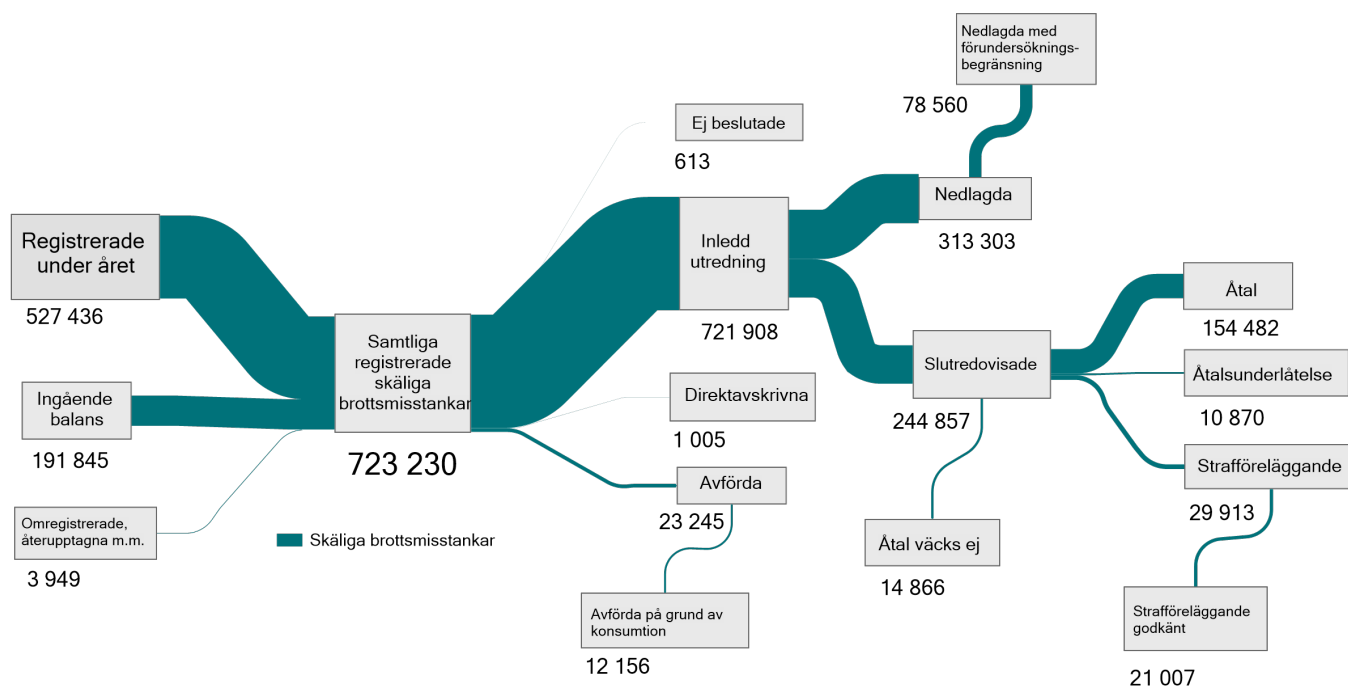 Nedlagda med
förundersöknings-
begränsning
78 560
Ej beslutade
613
Nedlagda
313 303
Registrerade
under året
527 436
Inledd
utredning
721 908
Åtal
154 482
Samtliga
registrerade
skäliga
brottsmisstankar
723 230
Slutredovisade
244 857
Åtalsunderlåtelse
10 870
Ingående
balans
191 845
Direktavskrivna
1 005
Avförda
23 245
Strafföreläggande
29 913
Omregistrerade,
återupptagna m.m.
3 949
Skäliga brottsmisstankar
Åtal väcks ej
14 866
Avförda på grund av
konsumtion
12 156
Strafföreläggande
godkänt
21 007